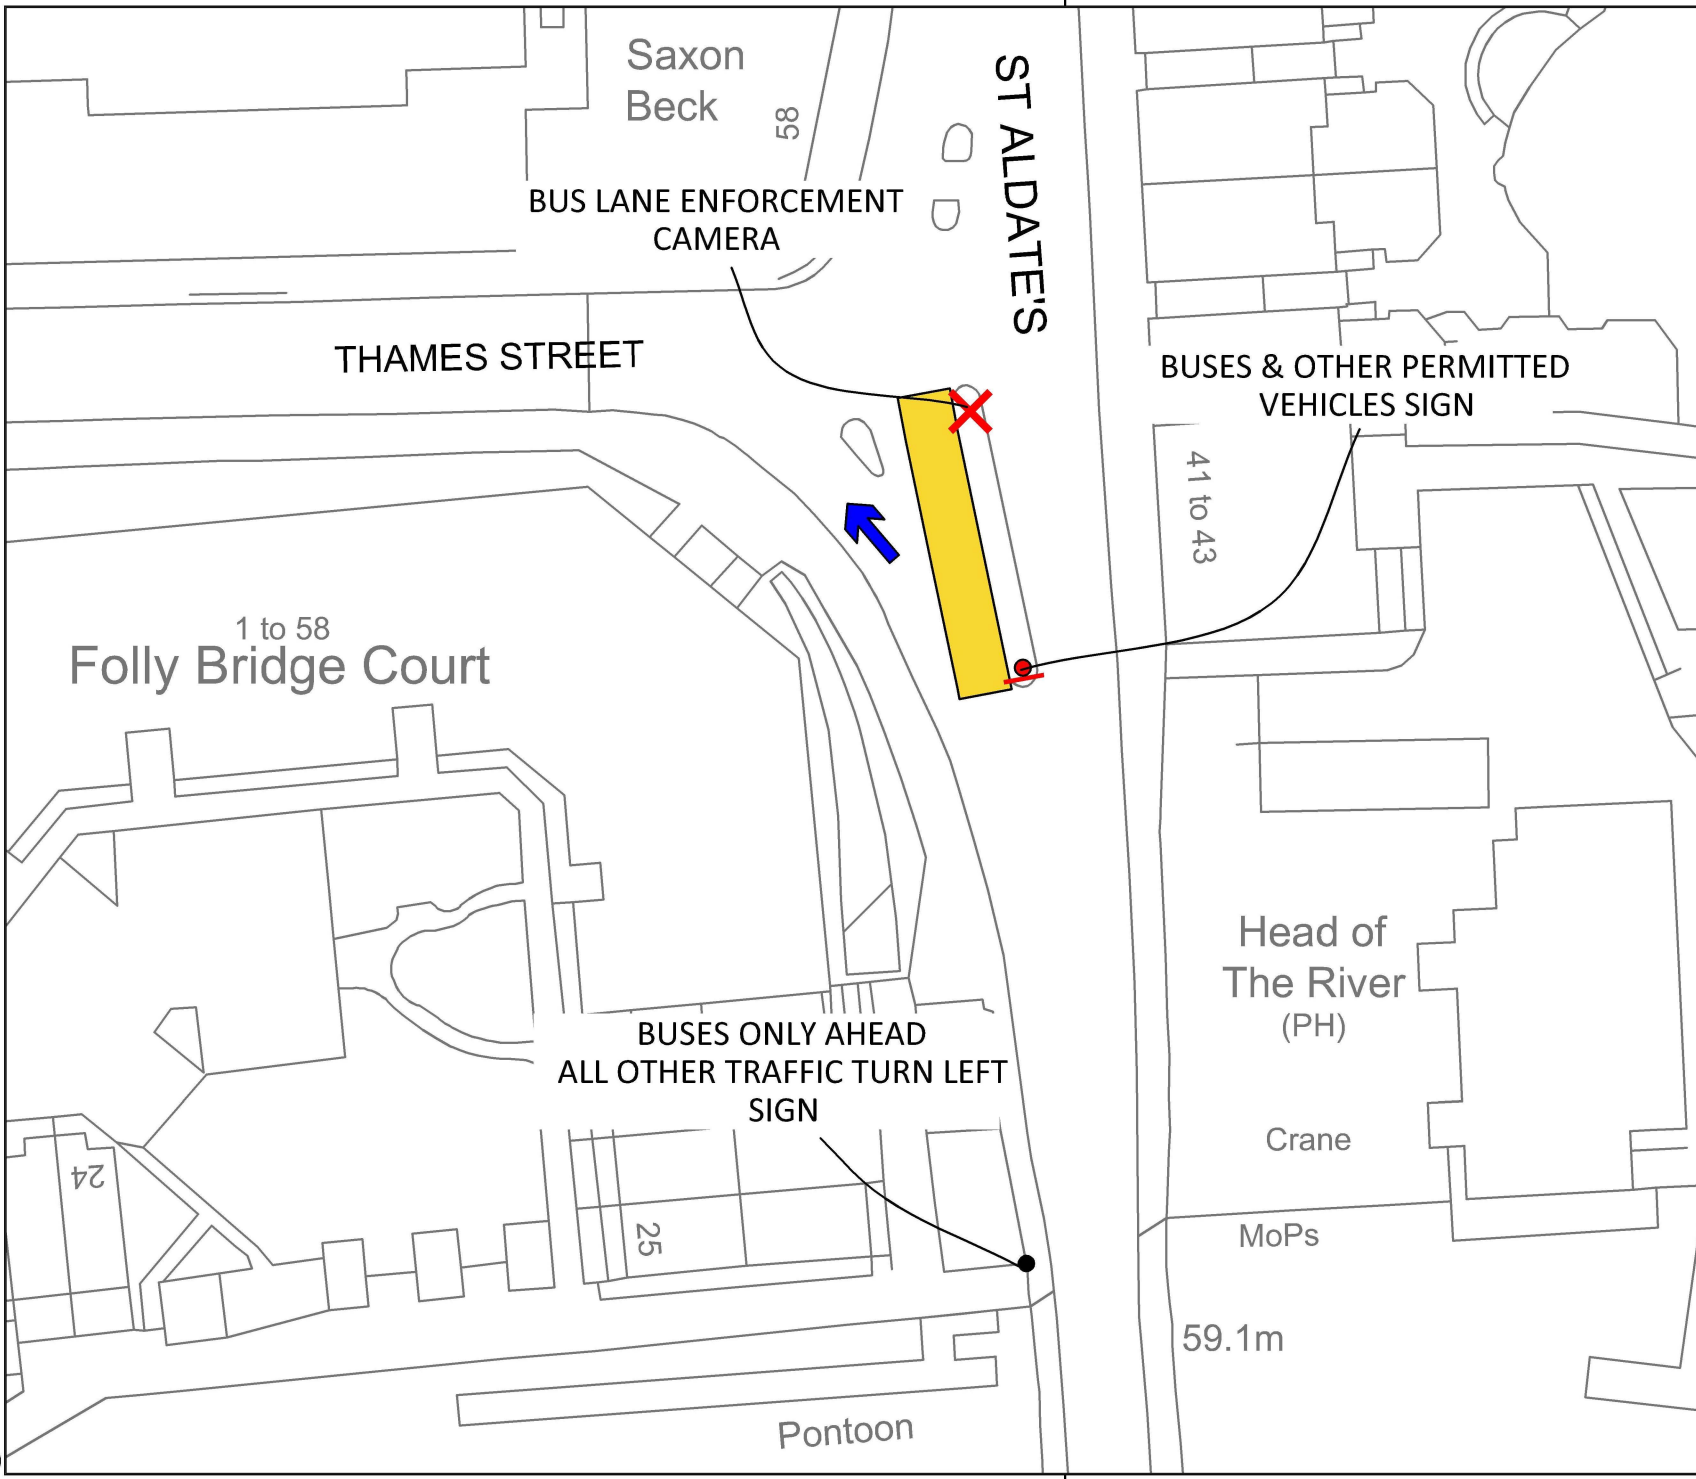 Saxon
Beck
58
ST ALDATE'S
BUS LANE ENFORCEMENT
CAMERA
THAMES STREET
BUSES & OTHER PERMITTED
VEHICLES SIGN
41 to 43
1 to 58
Folly Bridge Court
Head of
The River
(PH)
BUSES ONLY AHEAD
ALL OTHER TRAFFIC TURN LEFT
SIGN
Crane
24
25
MoPs
59.1m
Pontoon